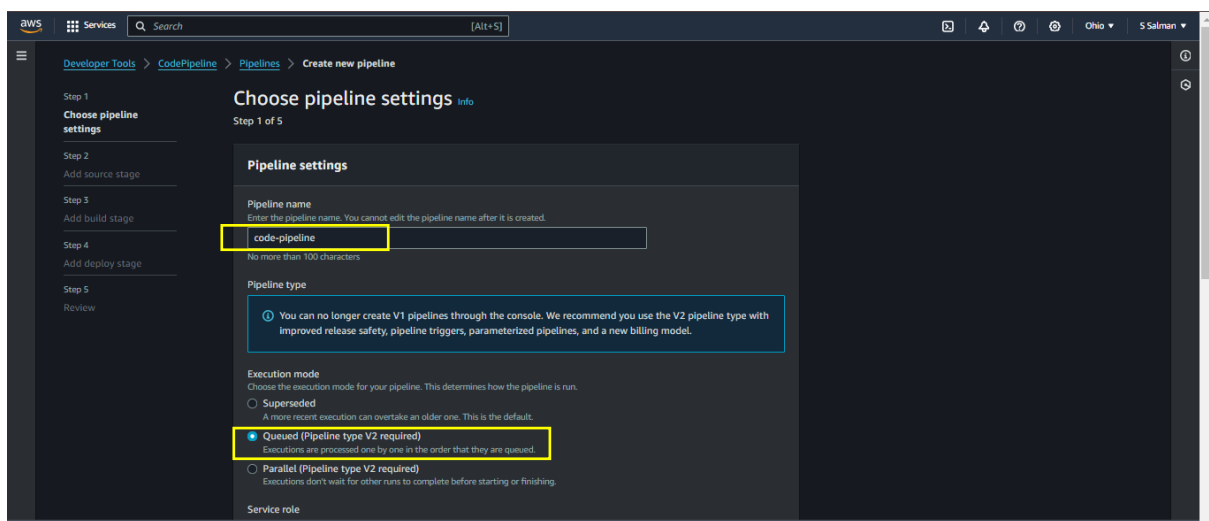 aws
Services
Search
[Alt+S]
Ohio
S Salman
Developer Tools > CodePipeline > Pipelines > Create new pipeline
Step 1
Choose pipeline
settings
Step 2
Add source stage
Step 3
Add build stage
Step 4
Add deploy stage
Step 5
Review
Choose pipeline settings Info
Step 1 of 5
Pipeline settings
Pipeline name
Enter the pipeline name. You cannot edit the pipeline name after it is created.
code-pipeline
No more than 100 characters
Pipeline type
You can no longer create V1 pipelines through the console. We recommend you use the V2 pipeline type with
improved release safety, pipeline triggers, parameterized pipelines, and a new billing model.
Execution mode
Choose the execution mode for your pipeline. This determines how the pipeline is run.
Superseded
A more recent execution can overtake an older one. This is the default.
Queued (Pipeline type V2 required)
Executions are processed one by one in the order that they are queued.
Parallel (Pipeline type V2 required)
Executions don't wait for other runs to complete before starting or finishing.
Service role